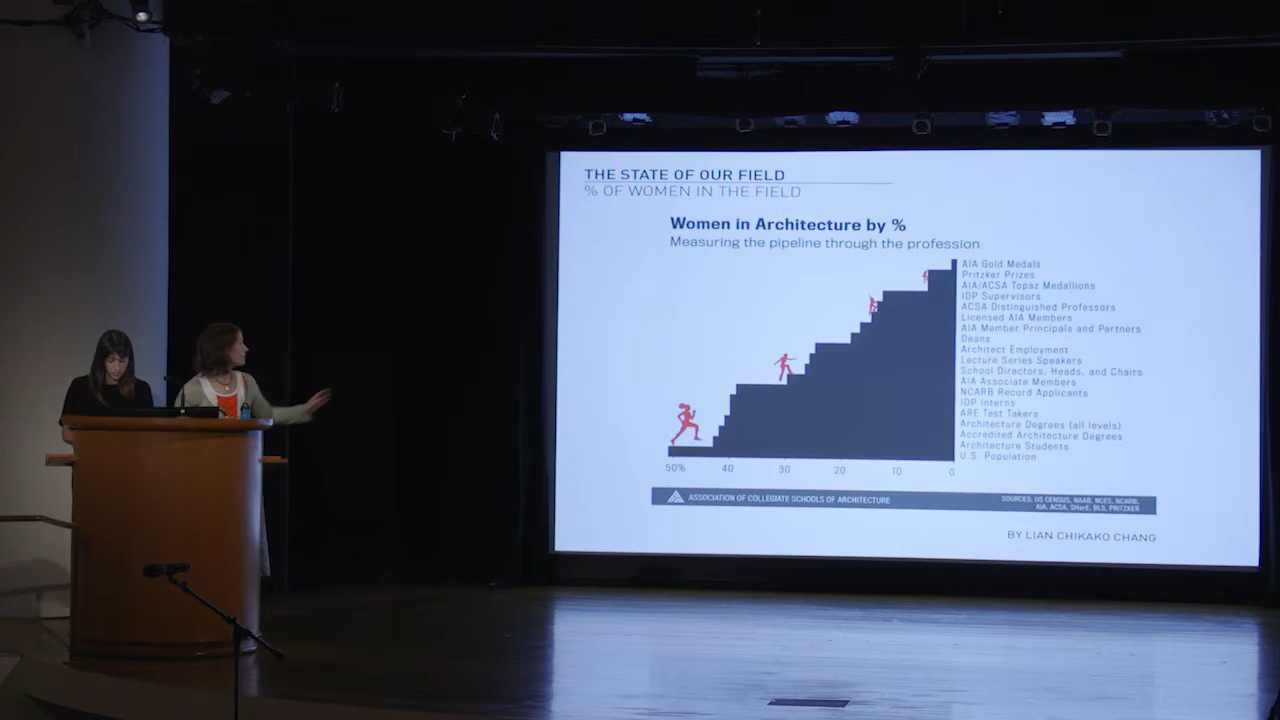 THE STATE OF OUR FIELD
% OF WOMEN IN THE FIELD
Women in Architecture by %
Measuring the pipeline through the profession
AIA Gold Medals
Pritzker Prizes
AIA/ACSA Topaz Medallions
IDP Supervisors
ACSA Distinguished Professors
Licensed AIA Members
AIA Member Principals and Partners
Deans
Architect Employment
Lecture Series Speakers
School Directors, Heads, and Chairs
AIA Associate Members
NCARB Record Applicants
IDP Interns
ARE Test Takers
Architecture Degrees (all levels)
Accredited Architecture Degrees
Architecture Students
U.S. Population
50% 40 30 20 10 0
ASSOCIATION OF COLLEGIATE SCHOOLS OF ARCHITECTURE
SOURCES: US CENSUS, NAAB, NCES, NCARB,
AIA, ACSA, SHarE, BLS, PRITZKER
BY LIAN CHIKAKO CHANG